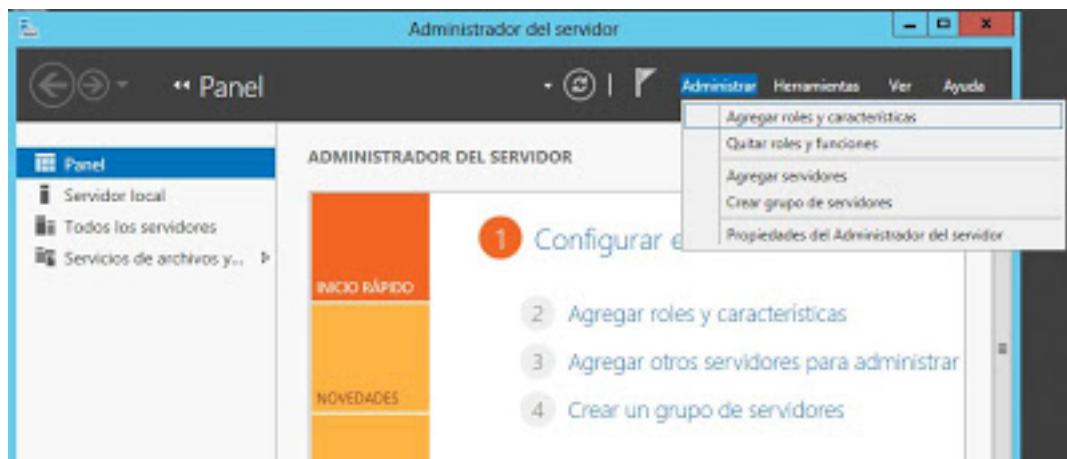 Administrador del servidor
Panel
Administrar Herramientas Ver Ayuda
Agregar roles y características
Quitar roles y funciones
Agregar servidores
Crear grupo de servidores
Propiedades del Administrador del servidor
Panel
Servidor local
Todos los servidores
Servicios de archivos y...
ADMINISTRADOR DEL SERVIDOR
INICIO RÁPIDO
NOVEDADES
1 Configurar e
2 Agregar roles y características
3 Agregar otros servidores para administrar
4 Crear un grupo de servidores